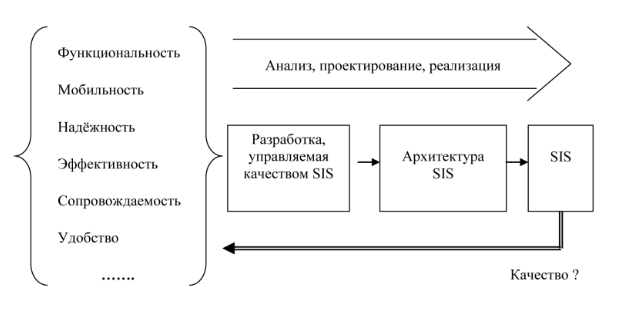 Функциональность
Мобильность
Надёжность
Эффективность
Сопровождаемость
Удобство
.......
Анализ, проектирование, реализация
Разработка,
управляемая
качеством SIS
Архитектура
SIS
SIS
Качество ?